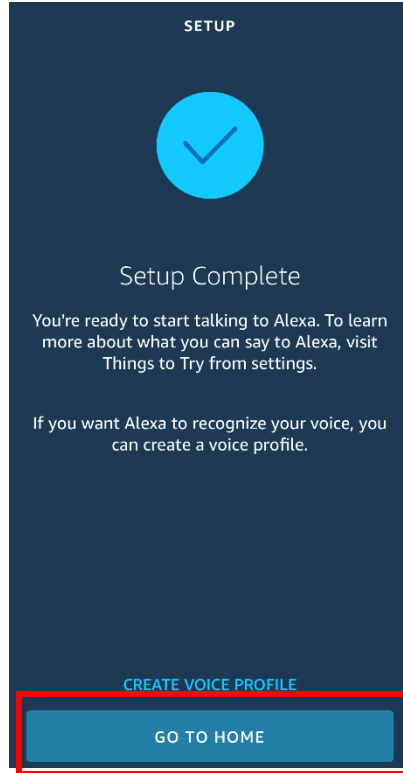 SETUP
Setup Complete
You're ready to start talking to Alexa. To learn
more about what you can say to Alexa, visit
Things to Try from settings.
If you want Alexa to recognize your voice, you
can create a voice profile.
CREATE VOICE PROFILE
GO TO HOME